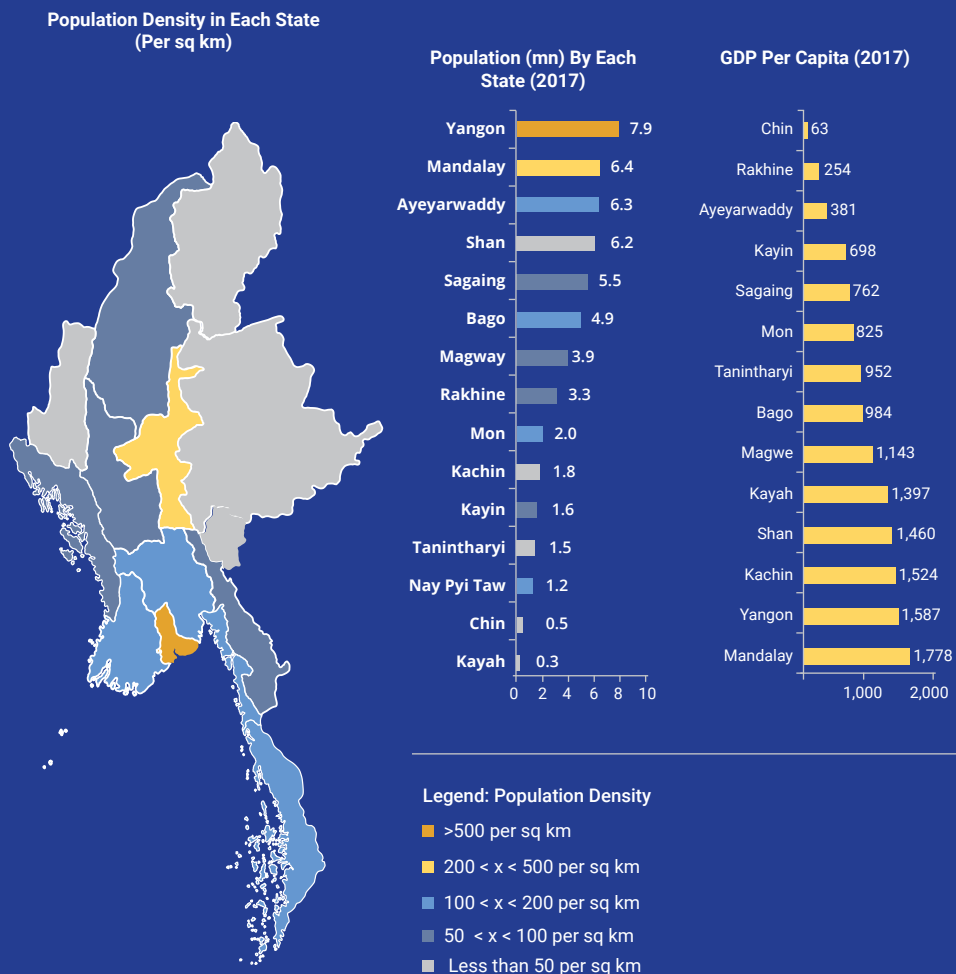 Population Density in Each State
(Per sq km)
Population (mn) By Each
State (2017)
Yangon 7.9
Mandalay 6.4
Ayeyarwaddy 6.3
Shan 6.2
Sagaing 5.5
Bago 4.9
Magway 3.9
Rakhine 3.3
Mon 2.0
Kachin 1.8
Kayin 1.6
Tanintharyi 1.5
Nay Pyi Taw 1.2
Chin 0.5
Kayah 0.3
0 2 4 6 8 10
GDP Per Capita (2017)
Chin 63
Rakhine 254
Ayeyarwaddy 381
Kayin 698
Sagaing 762
Mon 825
Tanintharyi 952
Bago 984
Magwe 1,143
Kayah 1,397
Shan 1,460
Kachin 1,524
Yangon 1,587
Mandalay 1,778
1,000 2,000
Legend: Population Density
>500 per sq km
200 < x < 500 per sq km
100 < x < 200 per sq km
50 < x < 100 per sq km
Less than 50 per sq km